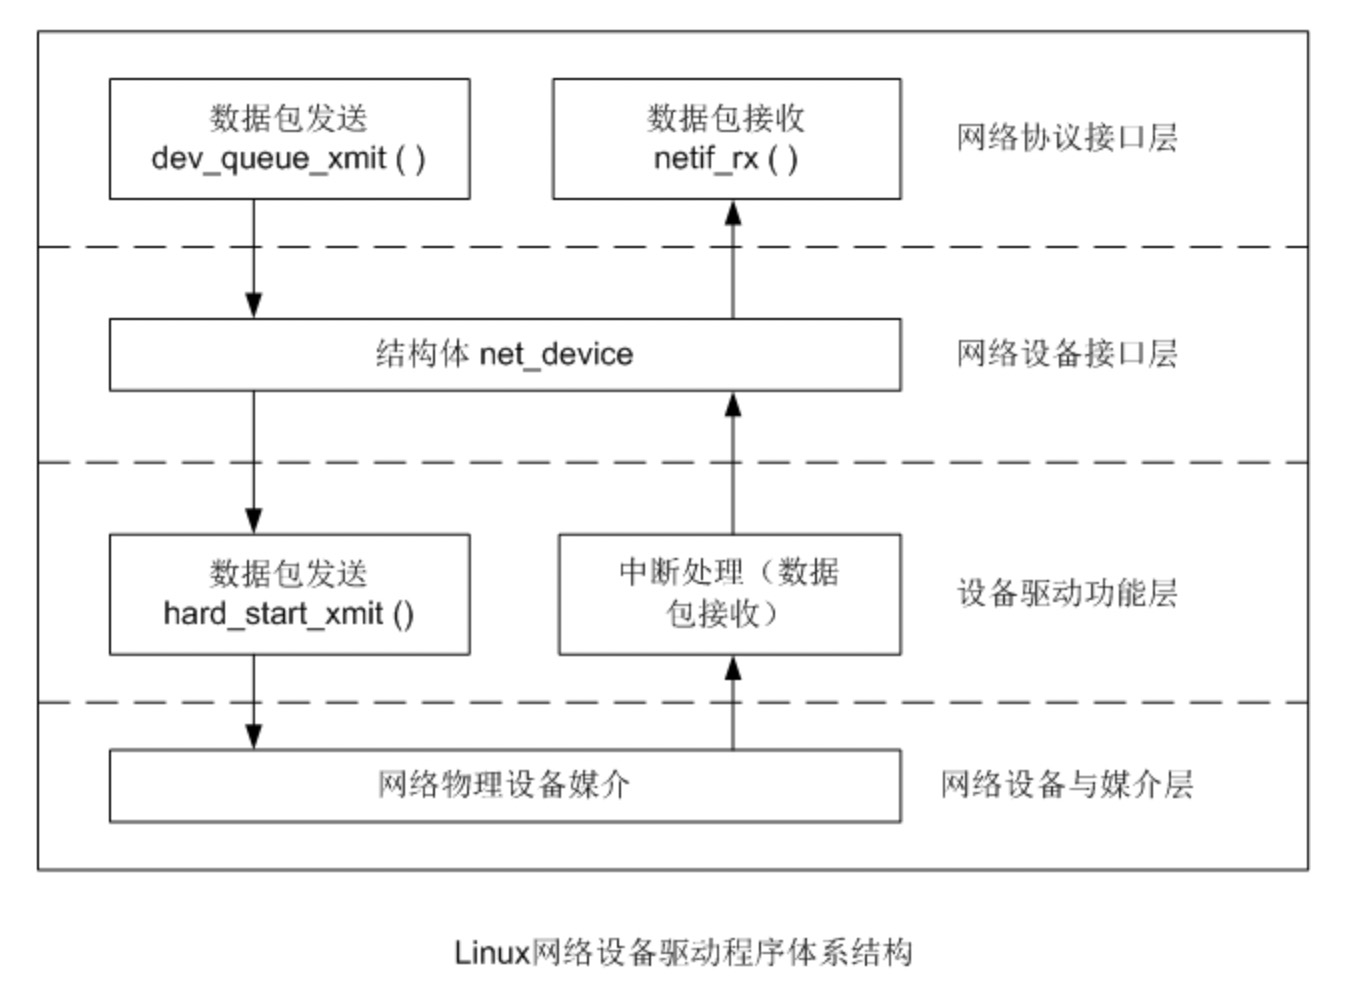 数据包发送
dev_queue_xmit ( )
数据包接收
netif_rx ( )
网络协议接口层
结构体 net_device
网络设备接口层
数据包发送
hard_start_xmit ()
中断处理（数据
包接收）
设备驱动功能层
网络物理设备媒介
网络设备与媒介层
Linux网络设备驱动程序体系结构